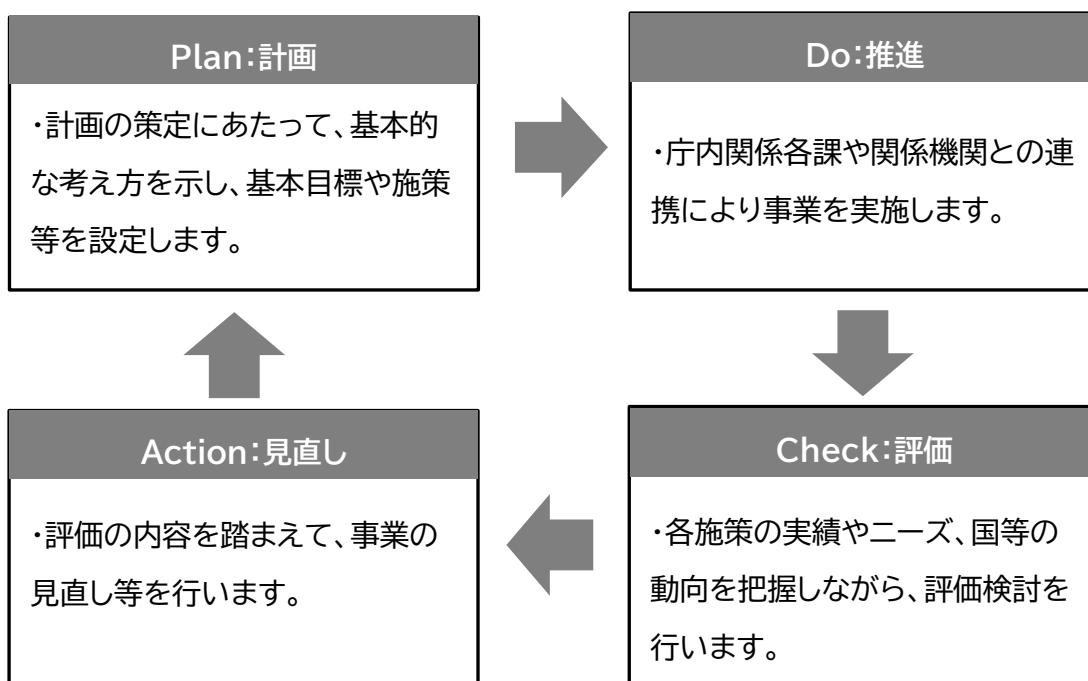 Plan：計画
・計画の策定にあたって、基本的
な考え方を示し、基本目標や施策
等を設定します。
Do：推進
・庁内関係各課や関係機関との連
携により事業を実施します。
Check：評価
・各施策の実績やニーズ、国等の
動向を把握しながら、評価検討を
行います。
Action：見直し
・評価の内容を踏まえて、事業の
見直し等を行います。